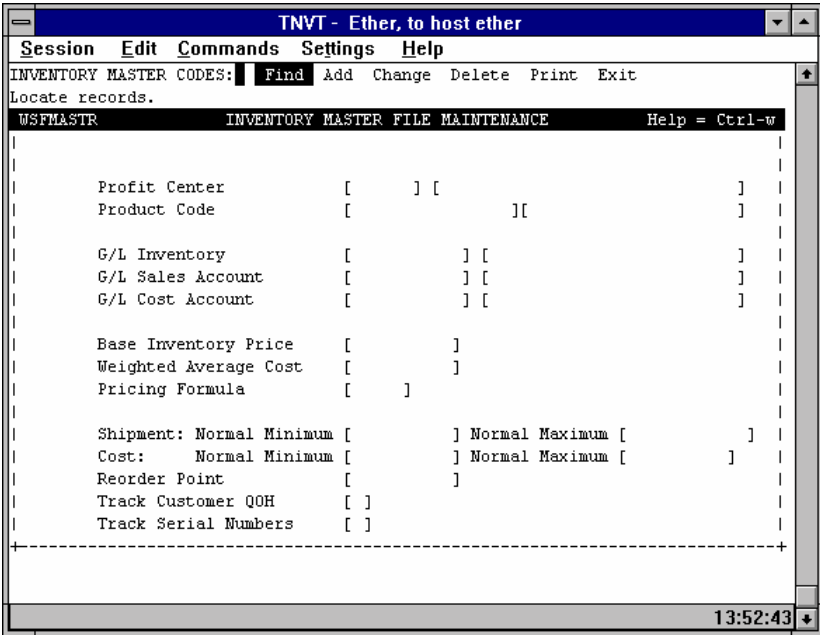 TNVT - Ether, to host ether
Session Edit Commands Settings Help
INVENTORY MASTER CODES: Find Add Change Delete Print Exit
Locate records.
WSFMASTR INVENTORY MASTER FILE MAINTENANCE Help = Ctrl-w
Profit Center [ ] [ ]
Product Code [ ][ ]
G/L Inventory [ ] [ ]
G/L Sales Account [ ] [ ]
G/L Cost Account [ ] [ ]
Base Inventory Price [ ]
Weighted Average Cost [ ]
Pricing Formula [ ]
Shipment: Normal Minimum [ ] Normal Maximum [ ]
Cost: Normal Minimum [ ] Normal Maximum [ ]
Reorder Point [ ]
Track Customer QOH [ ]
Track Serial Numbers [ ]
13:52:43